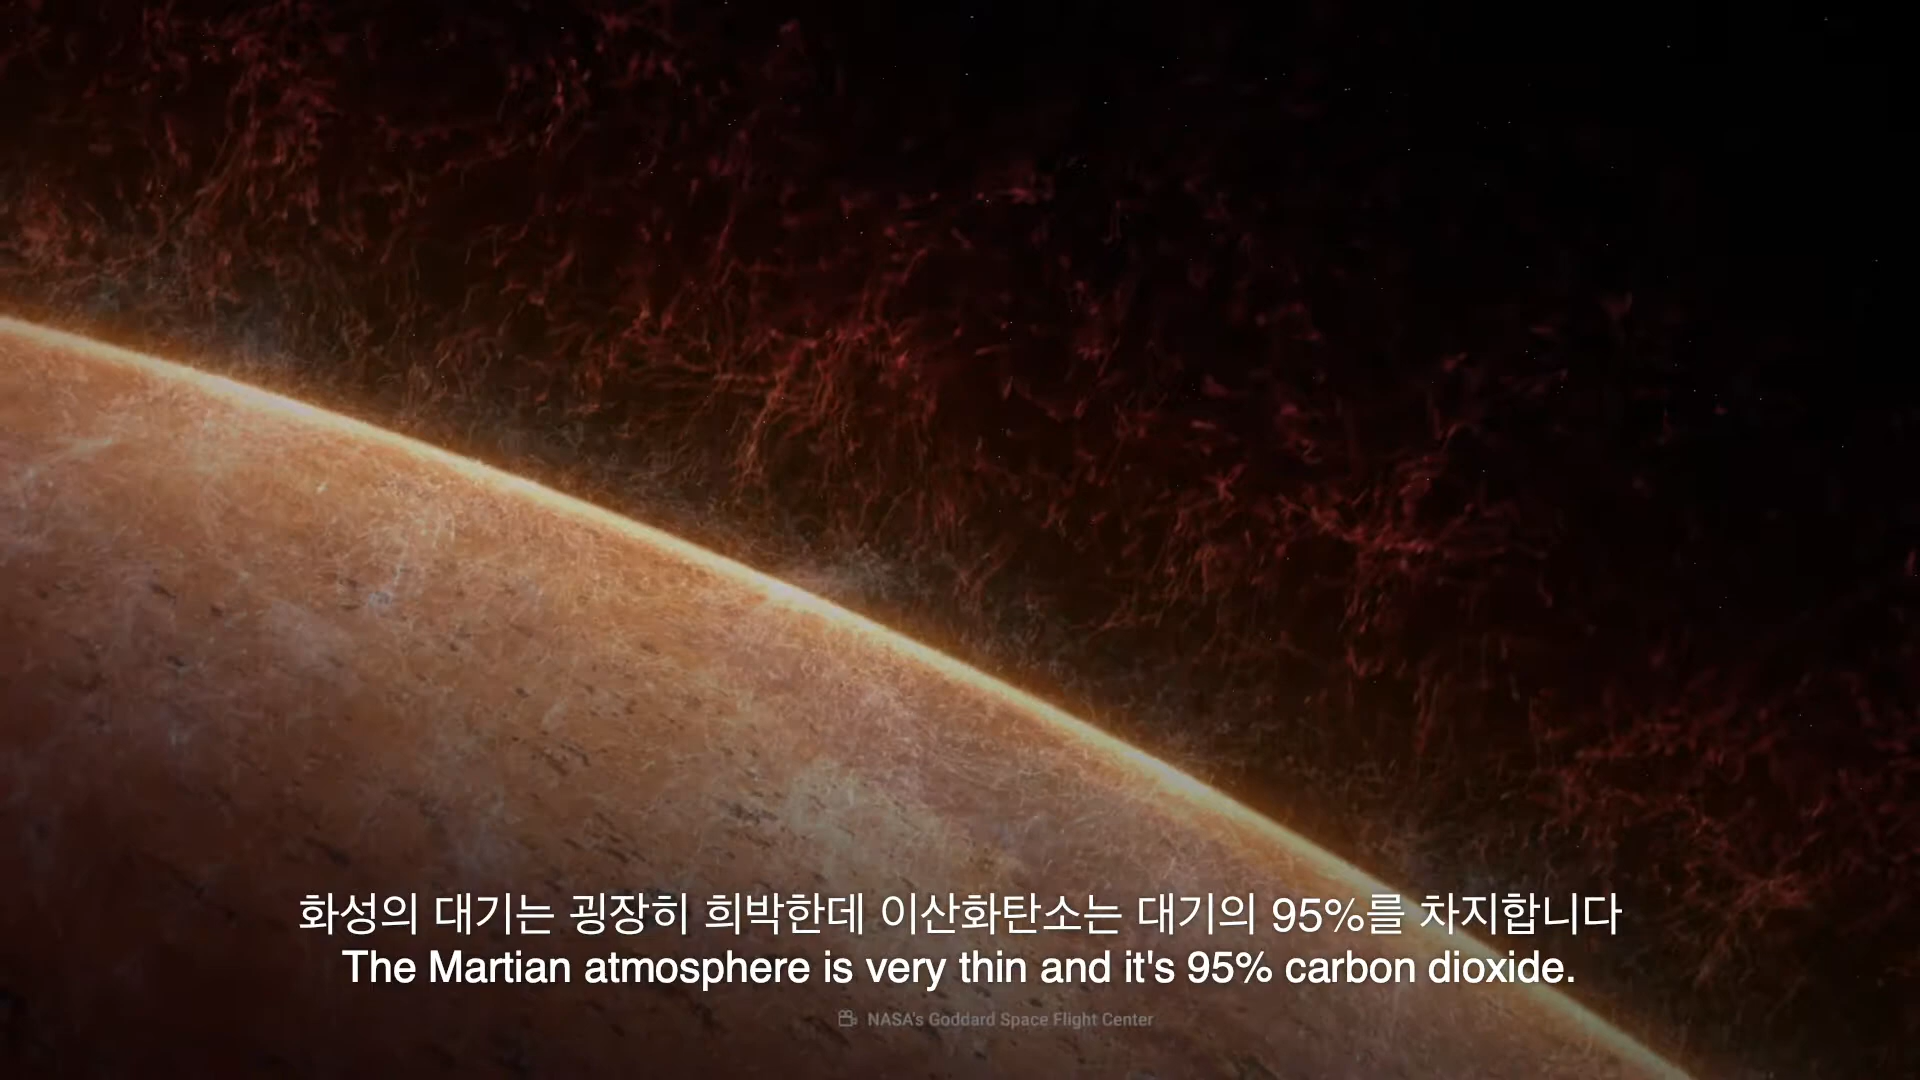 화성의 대기는 굉장히 희박한데 이산화탄소는 대기의 95%를 차지합니다
The Martian atmosphere is very thin and it's 95% carbon dioxide.
NASA's Goddard Space Flight Center